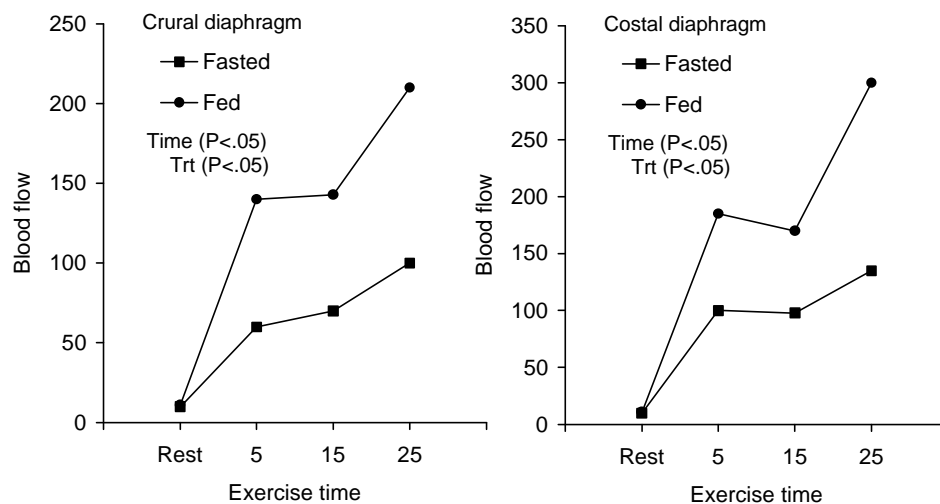 Crural diaphragm
Fasted
Fed
Time (P<.05)
Trt (P<.05)
250
200
150
100
50
0
Blood flow
Rest 5 15 25
Exercise time
Costal diaphragm
Fasted
Fed
Time (P<.05)
Trt (P<.05)
350
300
250
200
150
100
50
0
Blood flow
Rest 5 15 25
Exercise time